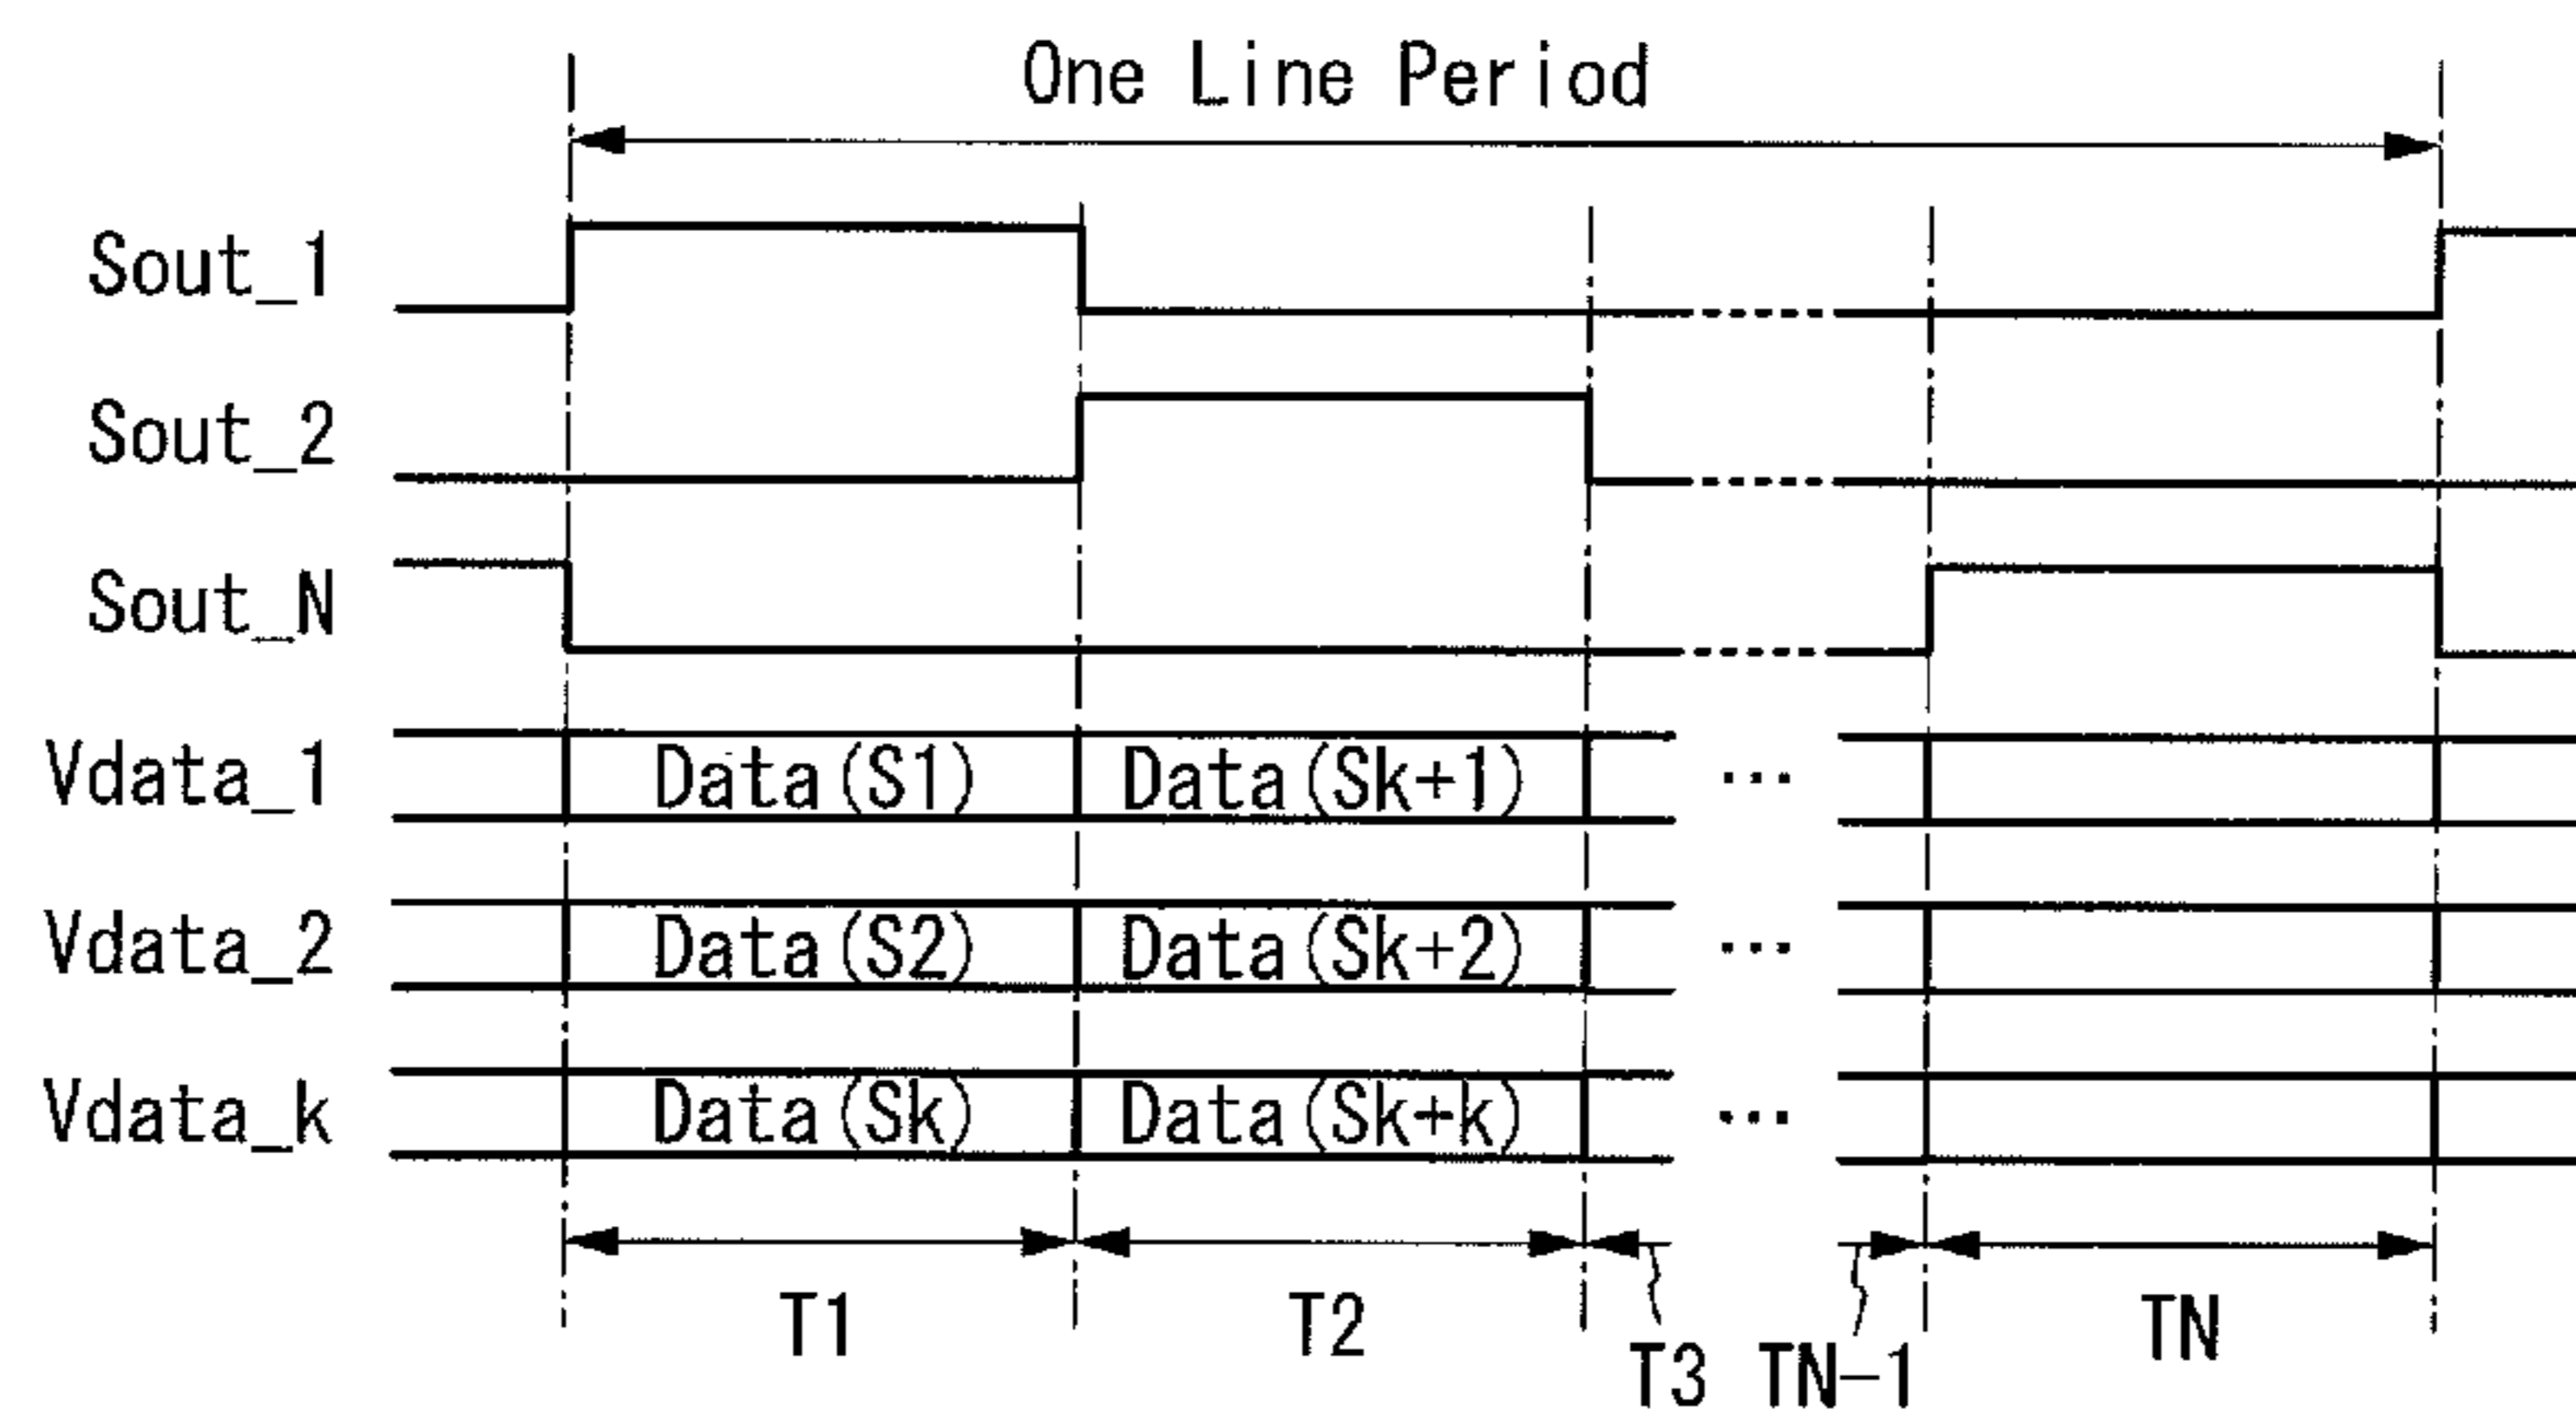 One Line Period
Sout_1
Sout_2
Sout_N
Vdata_1 Data(S1) Data(Sk+1) ...
Vdata_2 Data(S2) Data(Sk+2) ...
Vdata_k Data(Sk) Data(Sk+k) ...
T1 T2 T3 TN-1 TN